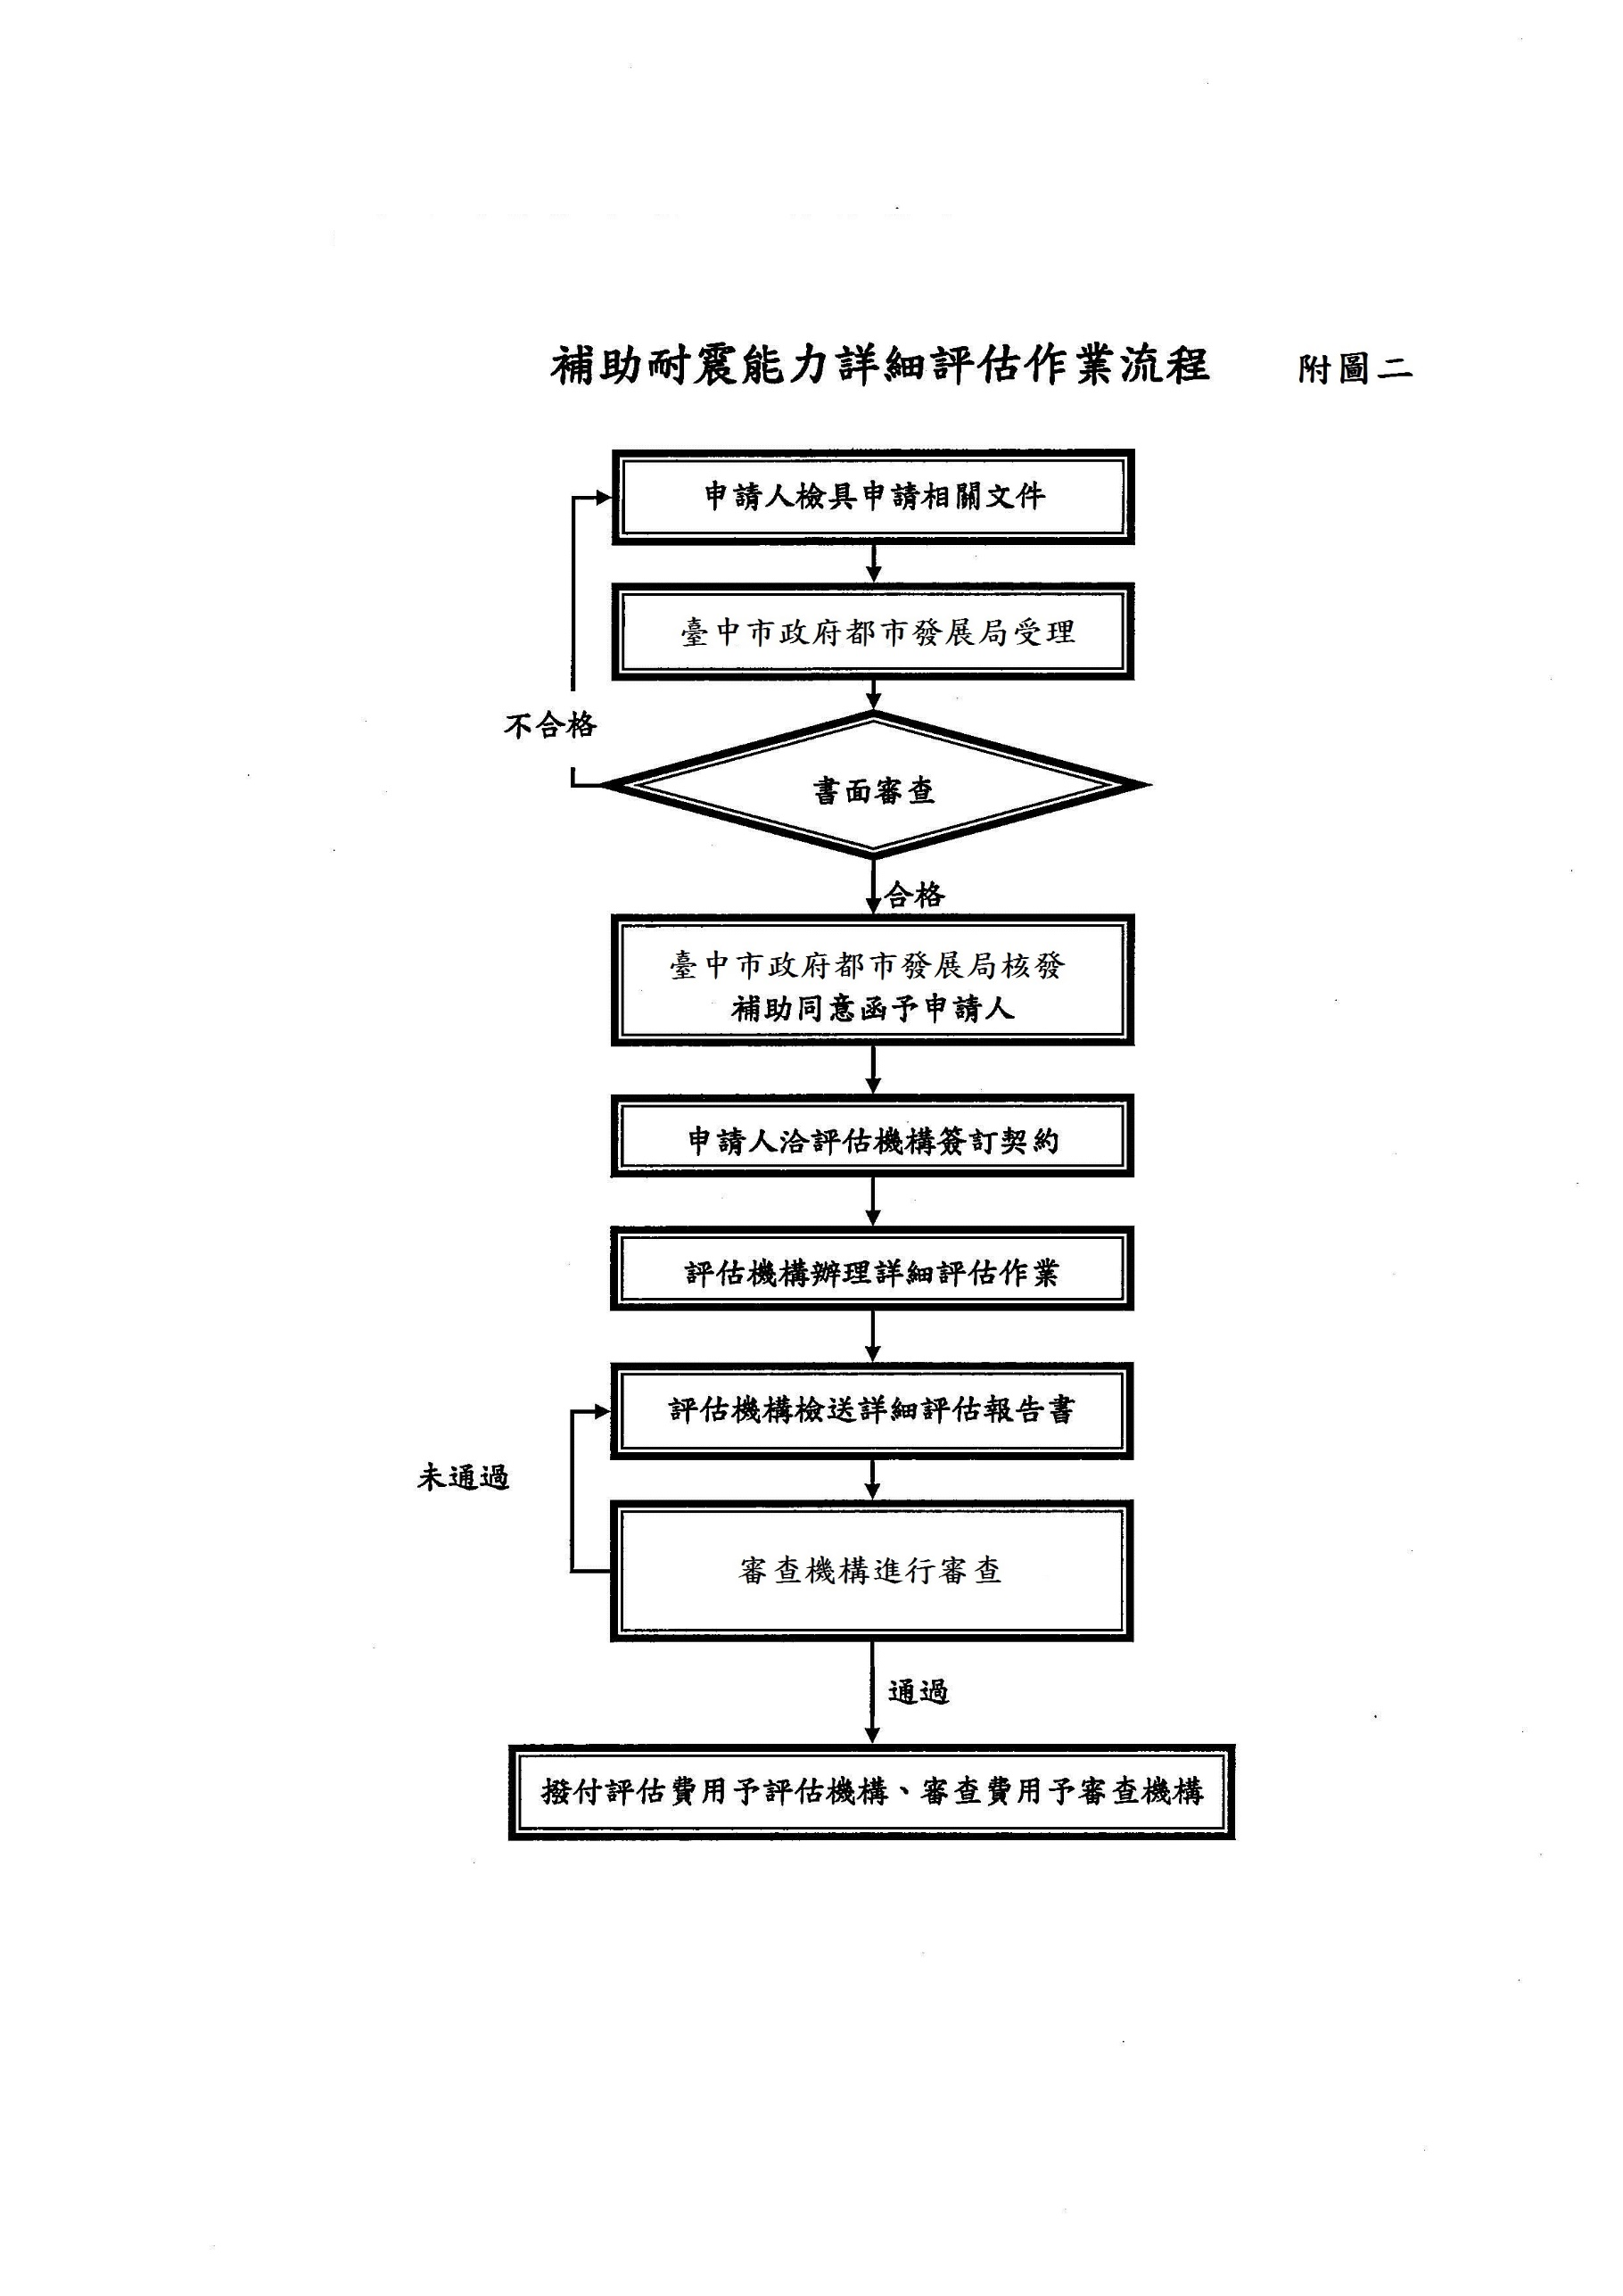 補助耐震能力詳細評估作業流程 附圖二
申請人檢具申請相關文件
臺中市政府都市發展局受理
不合格
書面審查
合格
臺中市政府都市發展局核發
補助同意函予申請人
申請人洽評估機構簽訂契約
評估機構辦理詳細評估作業
評估機構檢送詳細評估報告書
未通過
審查機構進行審查
通過
撥付評估費用予評估機構、審查費用予審查機構